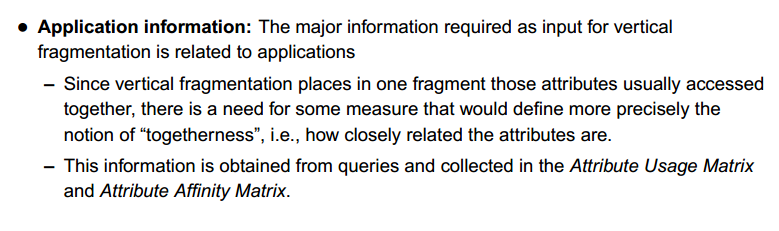 ● Application information: The major information required as input for vertical
fragmentation is related to applications
– Since vertical fragmentation places in one fragment those attributes usually accessed
together, there is a need for some measure that would define more precisely the
notion of “togetherness”, i.e., how closely related the attributes are.
– This information is obtained from queries and collected in the Attribute Usage Matrix
and Attribute Affinity Matrix.